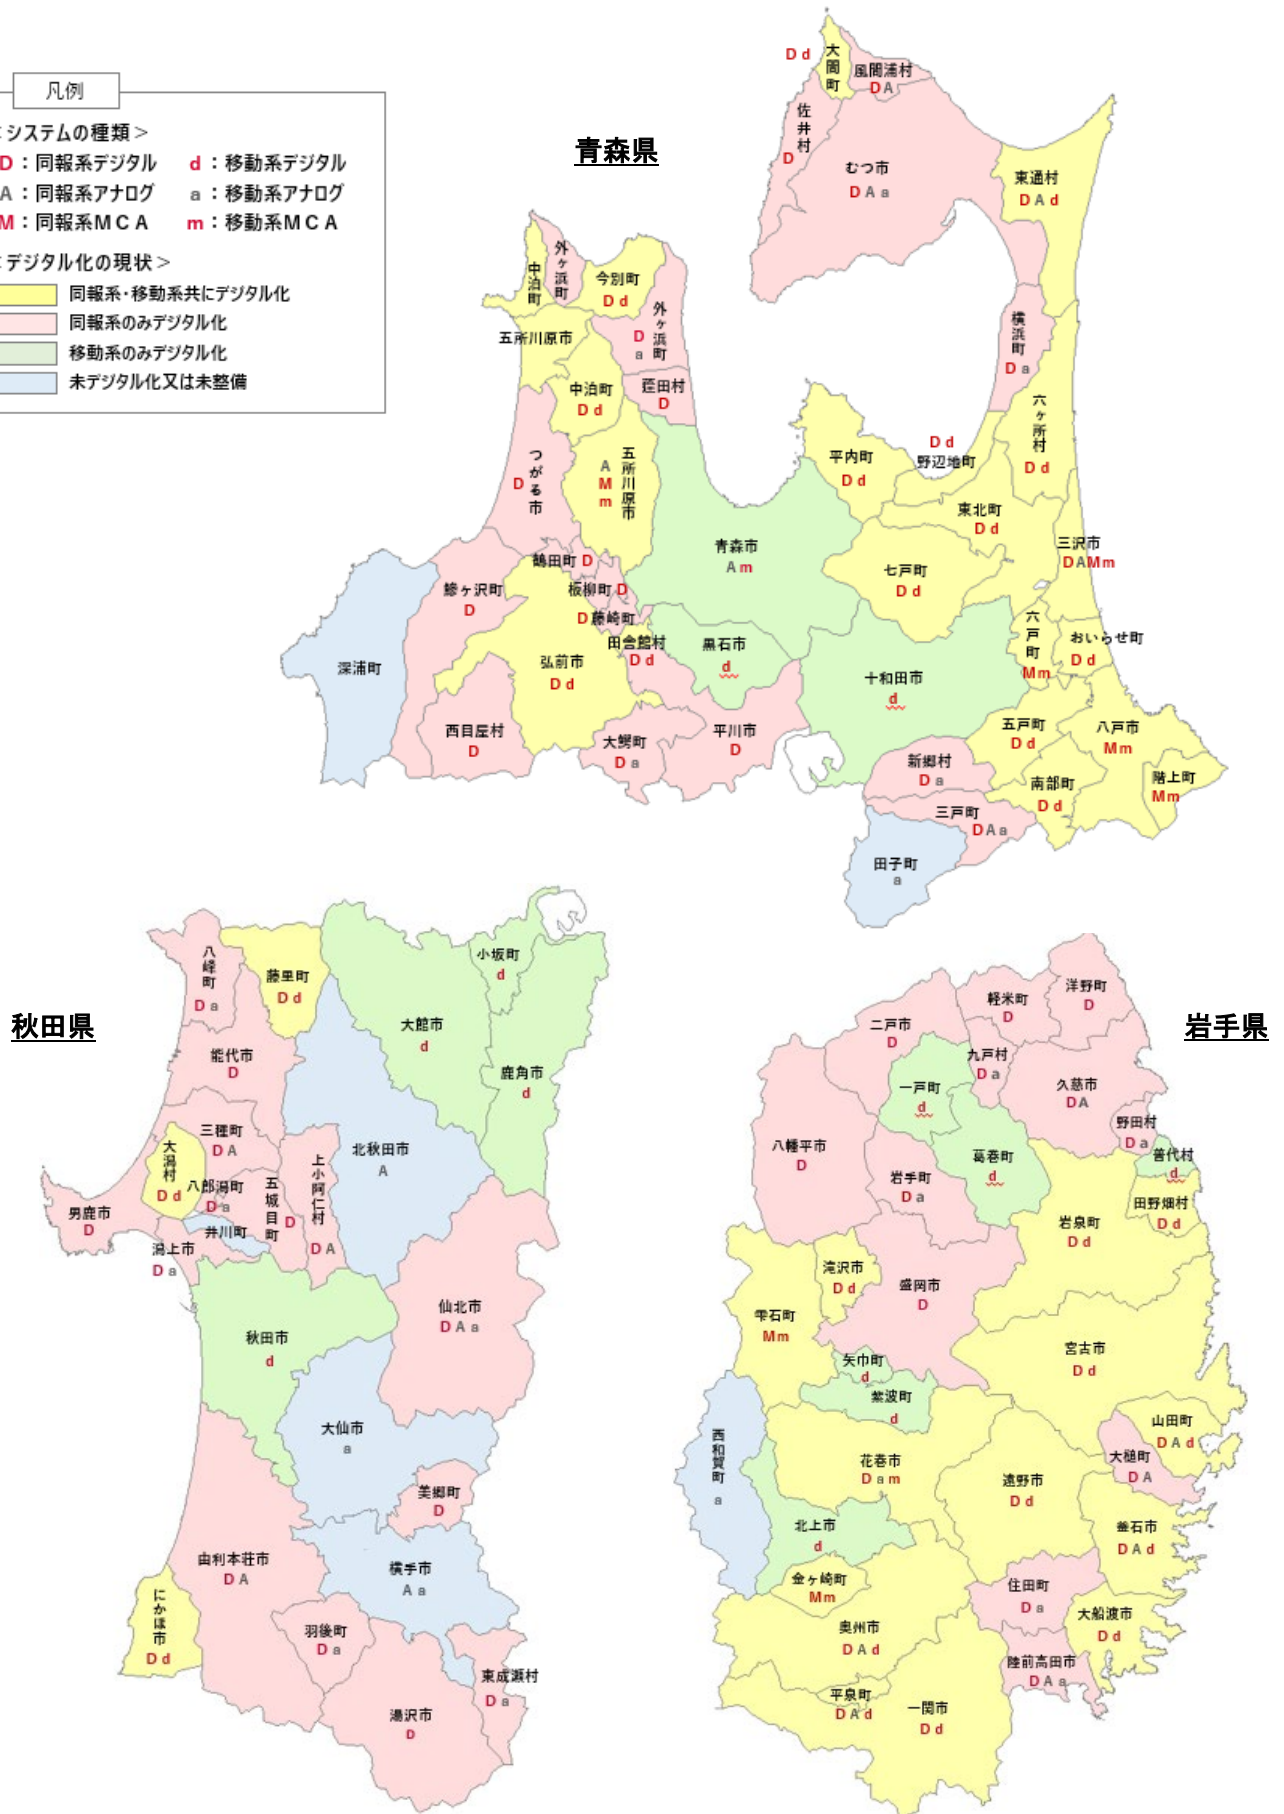 凡例
<システムの種類>
D：同報系デジタル　d：移動系デジタル
A：同報系アナログ　a：移動系アナログ
M：同報系MCA　m：移動系MCA
<デジタル化の現状>
同報系・移動系共にデジタル化
同報系のみデジタル化
移動系のみデジタル化
未デジタル化又は未整備
青森県
大間町
D d
風間浦村
D A
佐井村
D
むつ市
D A a
東通村
D A d
中泊町
外ヶ浜町
今別町
D d
外ヶ浜町
D
a
横浜町
D a
五所川原市
中泊町
D d
蓬田村
D
六ヶ所村
D d
つがる市
D
五所川原市
A
M
m
平内町
D d
D d
野辺地町
東北町
D d
青森市
A m
三沢市
D A M m
七戸町
D d
鶴田町 D
板柳町 D
鰺ヶ沢町
D
D 藤崎町
田舎館村
D d
黒石市
d
六戸町
Mm
おいらせ町
D d
深浦町
弘前市
D d
十和田市
d
西目屋村
D
大鰐町
D a
平川市
D
五戸町
D d
八戸市
Mm
新郷村
D a
南部町
D d
階上町
Mm
三戸町
D A a
田子町
a
秋田県
八峰町
D a
藤里町
D d
小坂町
d
大館市
d
能代市
D
鹿角市
d
三種町
D A
北秋田市
A
大潟村
D d
八郎潟町
D a
五城目町
D
上小阿仁村
D A
男鹿市
D
井川町
潟上市
D a
秋田市
d
仙北市
D A a
大仙市
a
美郷町
D
由利本荘市
D A
横手市
A a
にかほ市
D d
羽後町
D a
東成瀬村
D a
湯沢市
D
岩手県
洋野町
D
軽米町
D
二戸市
D
九戸村
D a
一戸町
d
久慈市
D A
野田村
D a
八幡平市
D
葛巻町
d
普代村
d
岩手町
D a
田野畑村
D d
岩泉町
D d
滝沢市
D d
盛岡市
D
雫石町
Mm
宮古市
D d
矢巾町
d
紫波町
d
山田町
D A d
西和賀町
a
花巻市
D a m
大槌町
D A
遠野市
D d
北上市
d
釜石市
D A d
金ヶ崎町
Mm
住田町
D a
大船渡市
D d
奥州市
D A d
陸前高田市
D A a
平泉町
D A d
一関市
D d